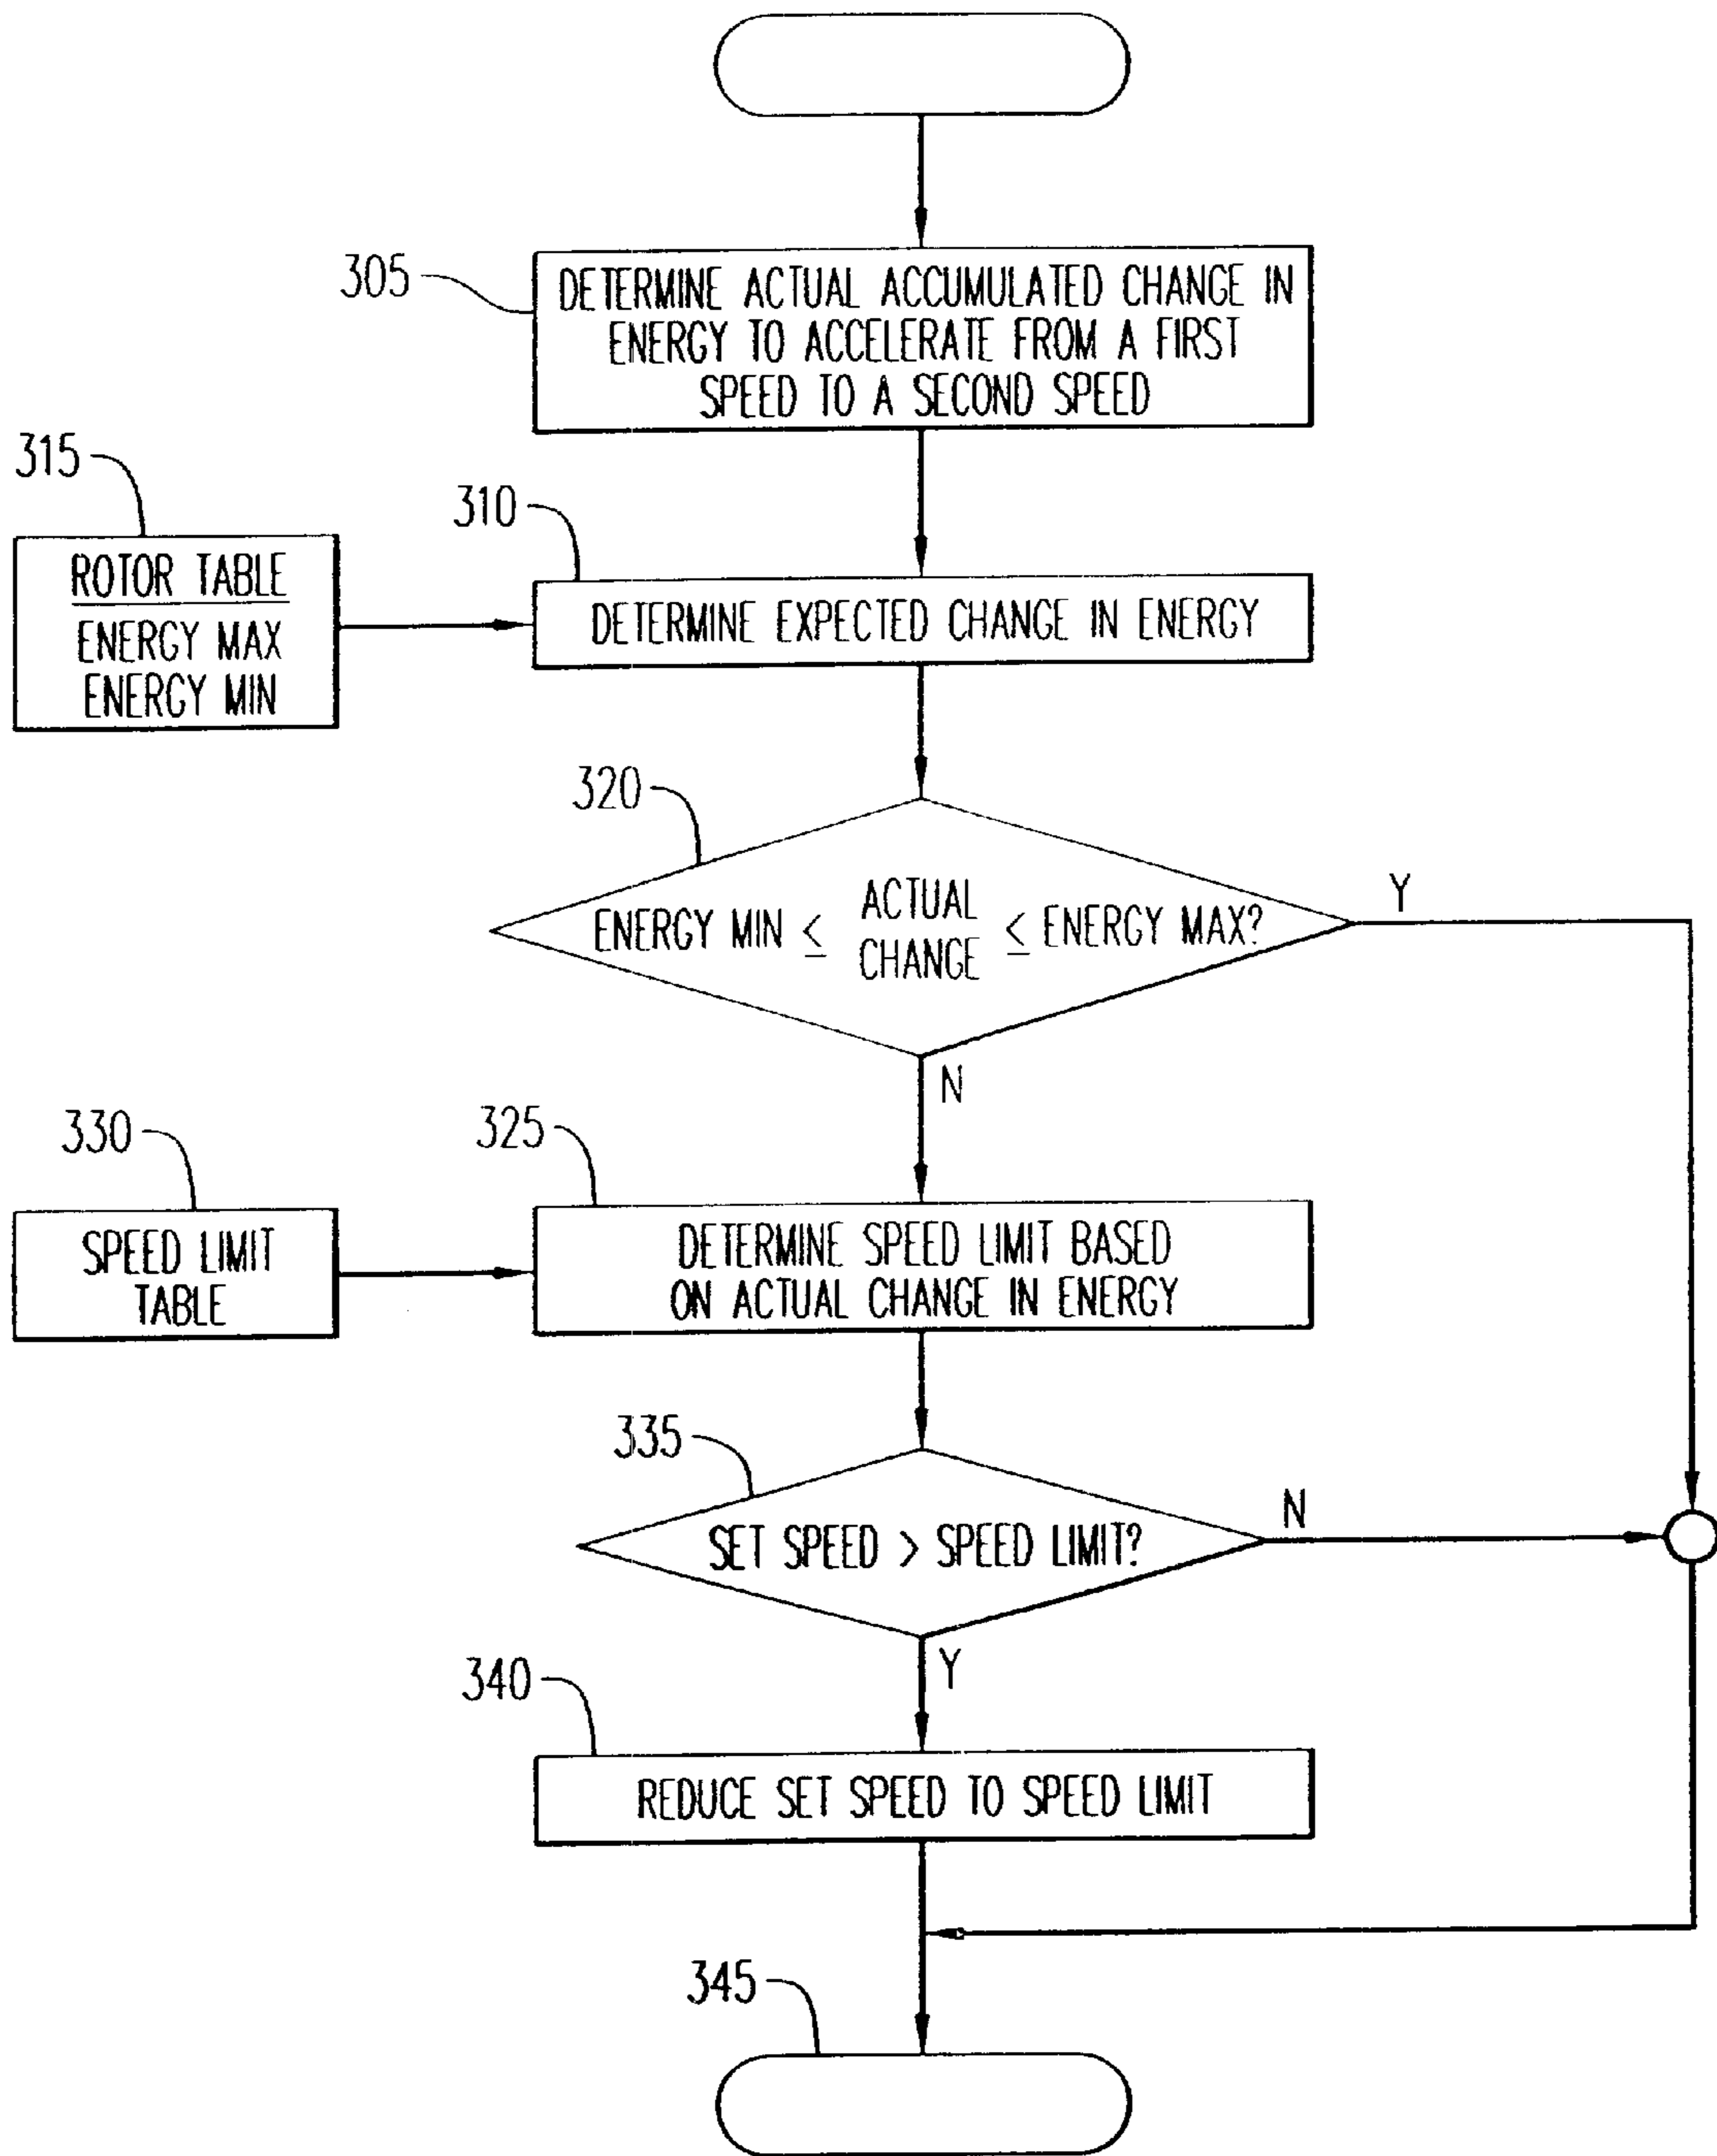 305
DETERMINE ACTUAL ACCUMULATED CHANGE IN
ENERGY TO ACCELERATE FROM A FIRST
SPEED TO A SECOND SPEED
315
ROTOR TABLE
ENERGY MAX
ENERGY MIN
310
DETERMINE EXPECTED CHANGE IN ENERGY
320
ENERGY MIN ≤ ACTUAL CHANGE ≤ ENERGY MAX?
Y
N
330
SPEED LIMIT
TABLE
325
DETERMINE SPEED LIMIT BASED
ON ACTUAL CHANGE IN ENERGY
335
SET SPEED > SPEED LIMIT?
N
Y
340
REDUCE SET SPEED TO SPEED LIMIT
345